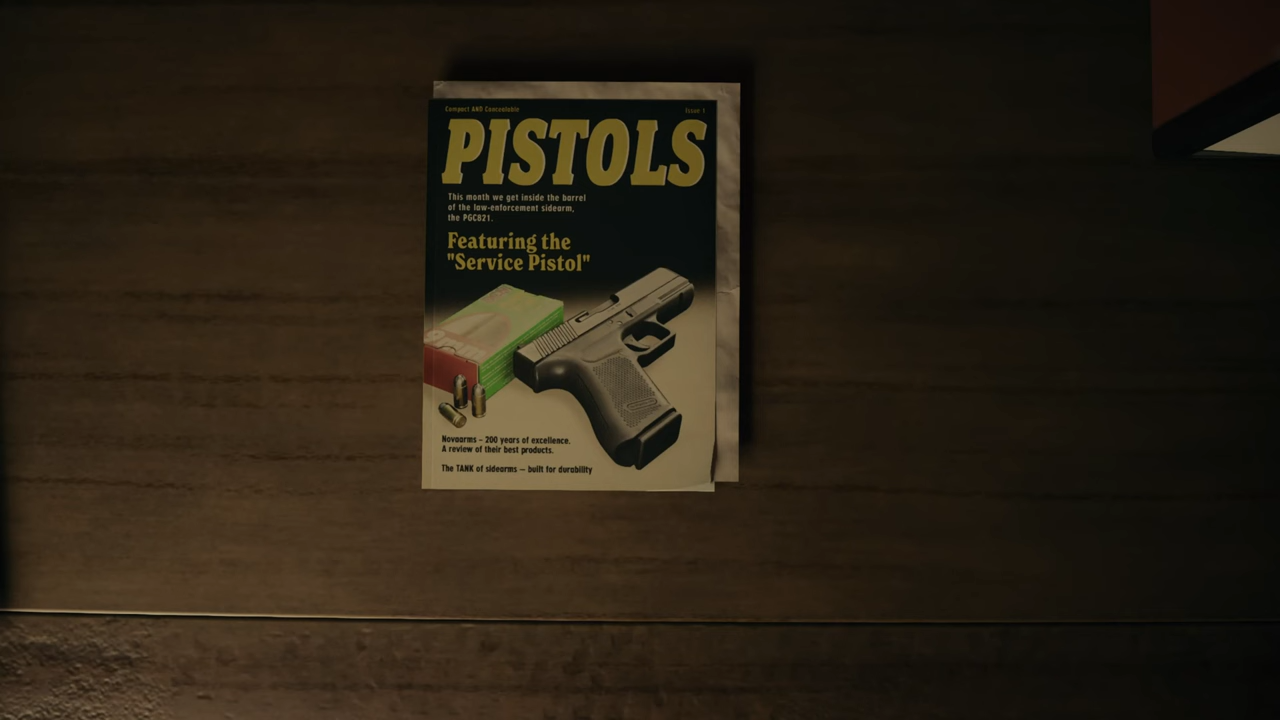 Compact AND Concealable
Issue 1
PISTOLS
This month we get inside the barrel
of the law-enforcement sidearm,
the PGC821.
Featuring the
"Service Pistol"
Novaarms – 200 years of excellence.
A review of their best products.
The TANK of sidearms – built for durability